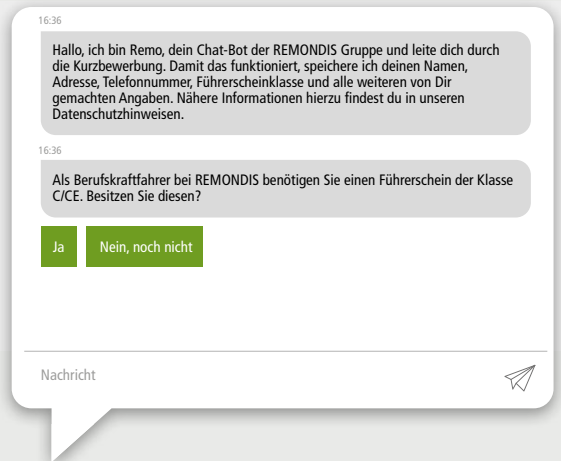 16:36
Hallo, ich bin Remo, dein Chat-Bot der REMONDIS Gruppe und leite dich durch
die Kurzbewerbung. Damit das funktioniert, speichere ich deinen Namen,
Adresse, Telefonnummer, Führerscheinklasse und alle weiteren von Dir
gemachten Angaben. Nähere Informationen hierzu findest du in unseren
Datenschutzhinweisen.
16:36
Als Berufskraftfahrer bei REMONDIS benötigen Sie einen Führerschein der Klasse
C/CE. Besitzen Sie diesen?
Ja
Nein, noch nicht
Nachricht